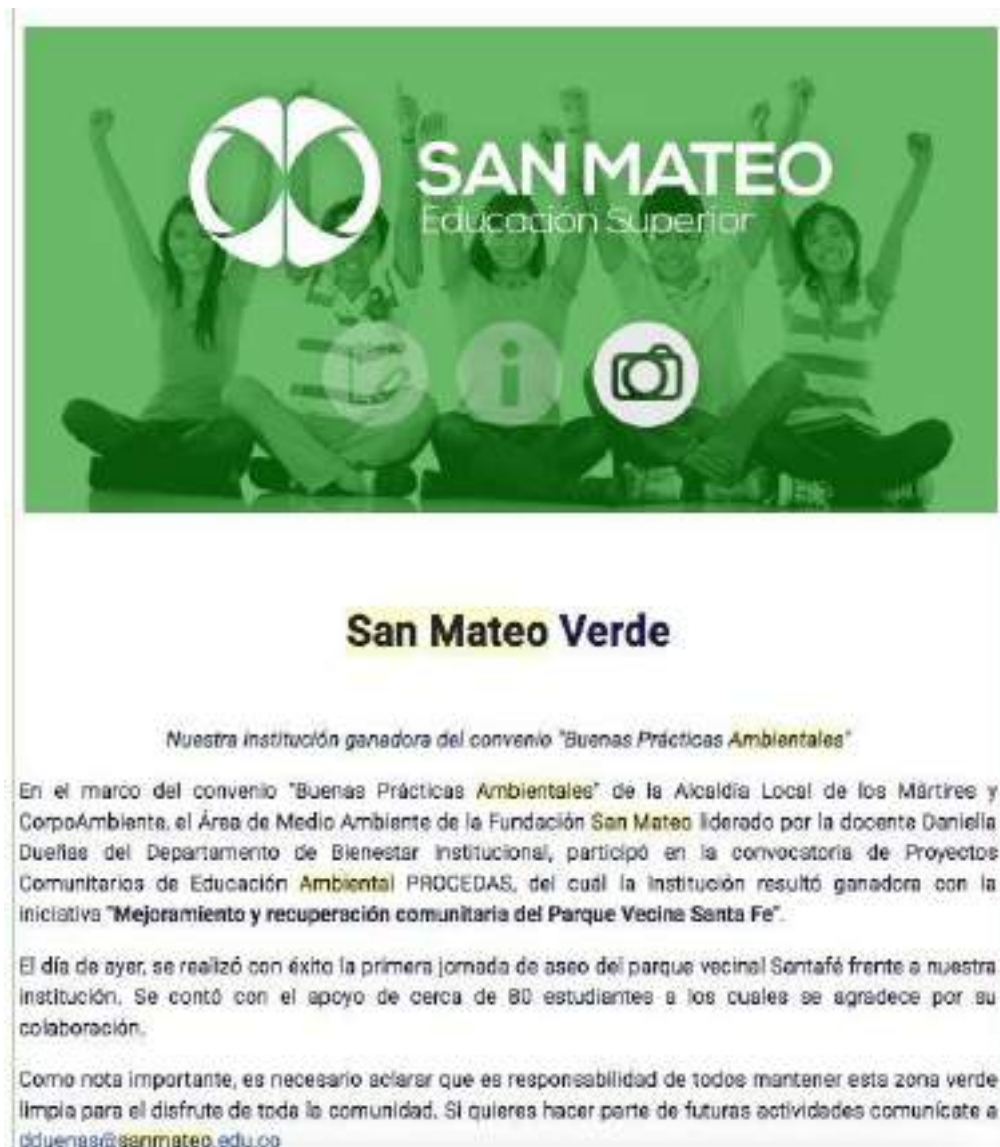 SAN MATEO
Educación Superior
i
San Mateo Verde
Nuestra institución ganadora del convenio "Buenas Prácticas Ambientales"
En el marco del convenio "Buenas Prácticas Ambientales" de la Alcaldía Local de los Mártires y
CorpoAmbiente, el Área de Medio Ambiente de la Fundación San Mateo liderado por la docente Daniella
Dueñas del Departamento de Bienestar Institucional, participó en la convocatoria de Proyectos
Comunitarios de Educación Ambiental PROCEDAS, del cuál la institución resultó ganadora con la
iniciativa "Mejoramiento y recuperación comunitaria del Parque Vecina Santa Fe".
El día de ayer, se realizó con éxito la primera jornada de aseo del parque vecinal Santafé frente a nuestra
institución. Se contó con el apoyo de cerca de 80 estudiantes a los cuales se agradece por su
colaboración.
Como nota importante, es necesario aclarar que es responsabilidad de todos mantener esta zona verde
limpia para el disfrute de toda la comunidad. Si quieres hacer parte de futuras actividades comunícate a
dduenas@sanmateo.edu.co